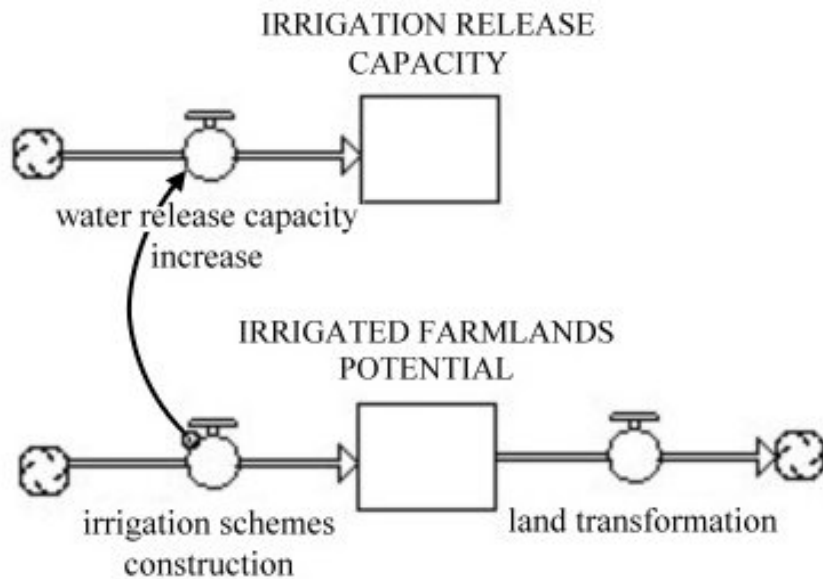 IRRIGATION RELEASE
CAPACITY
water release capacity
increase
IRRIGATED FARMLANDS
POTENTIAL
irrigation schemes
construction
land transformation